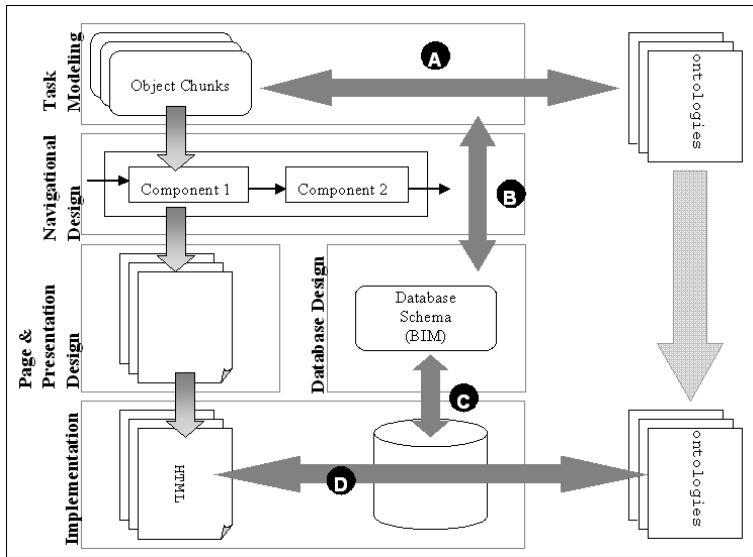 Task
Modeling
Object Chunks
A
ontologies
Navigational
Design
Component 1
Component 2
B
Page &
Presentation
Design
Database Design
Database
Schema
(BIM)
C
Implementation
HTML
D
ontologies